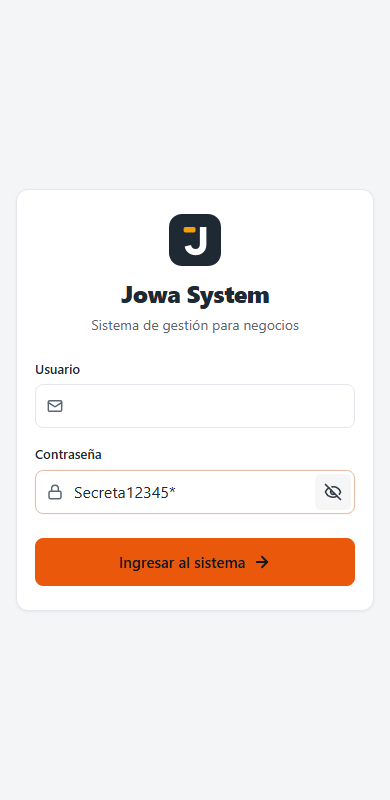 J
Jowa System
Sistema de gestión para negocios
Usuario
Contraseña
Secreta12345*
Ingresar al sistema